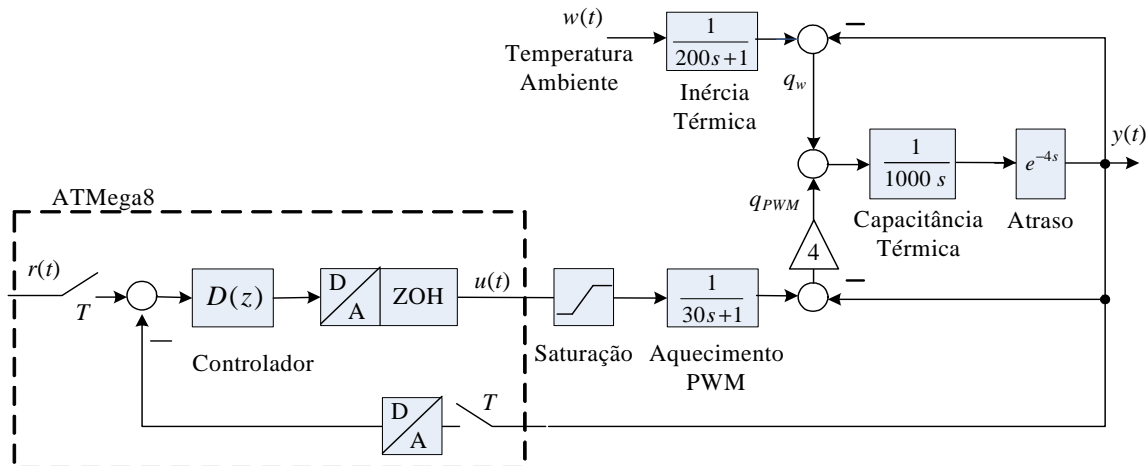 w(t)
Temperatura
Ambiente
1
200s+1
Inércia
Térmica
−
q_w
q_PWM
4
1
1000 s
Capacitância
Térmica
e^{−4s}
Atraso
y(t)
ATMega8
r(t)
T
−
D(z)
Controlador
D
A
ZOH
u(t)
Saturação
1
30s+1
Aquecimento
PWM
−
D
A
T